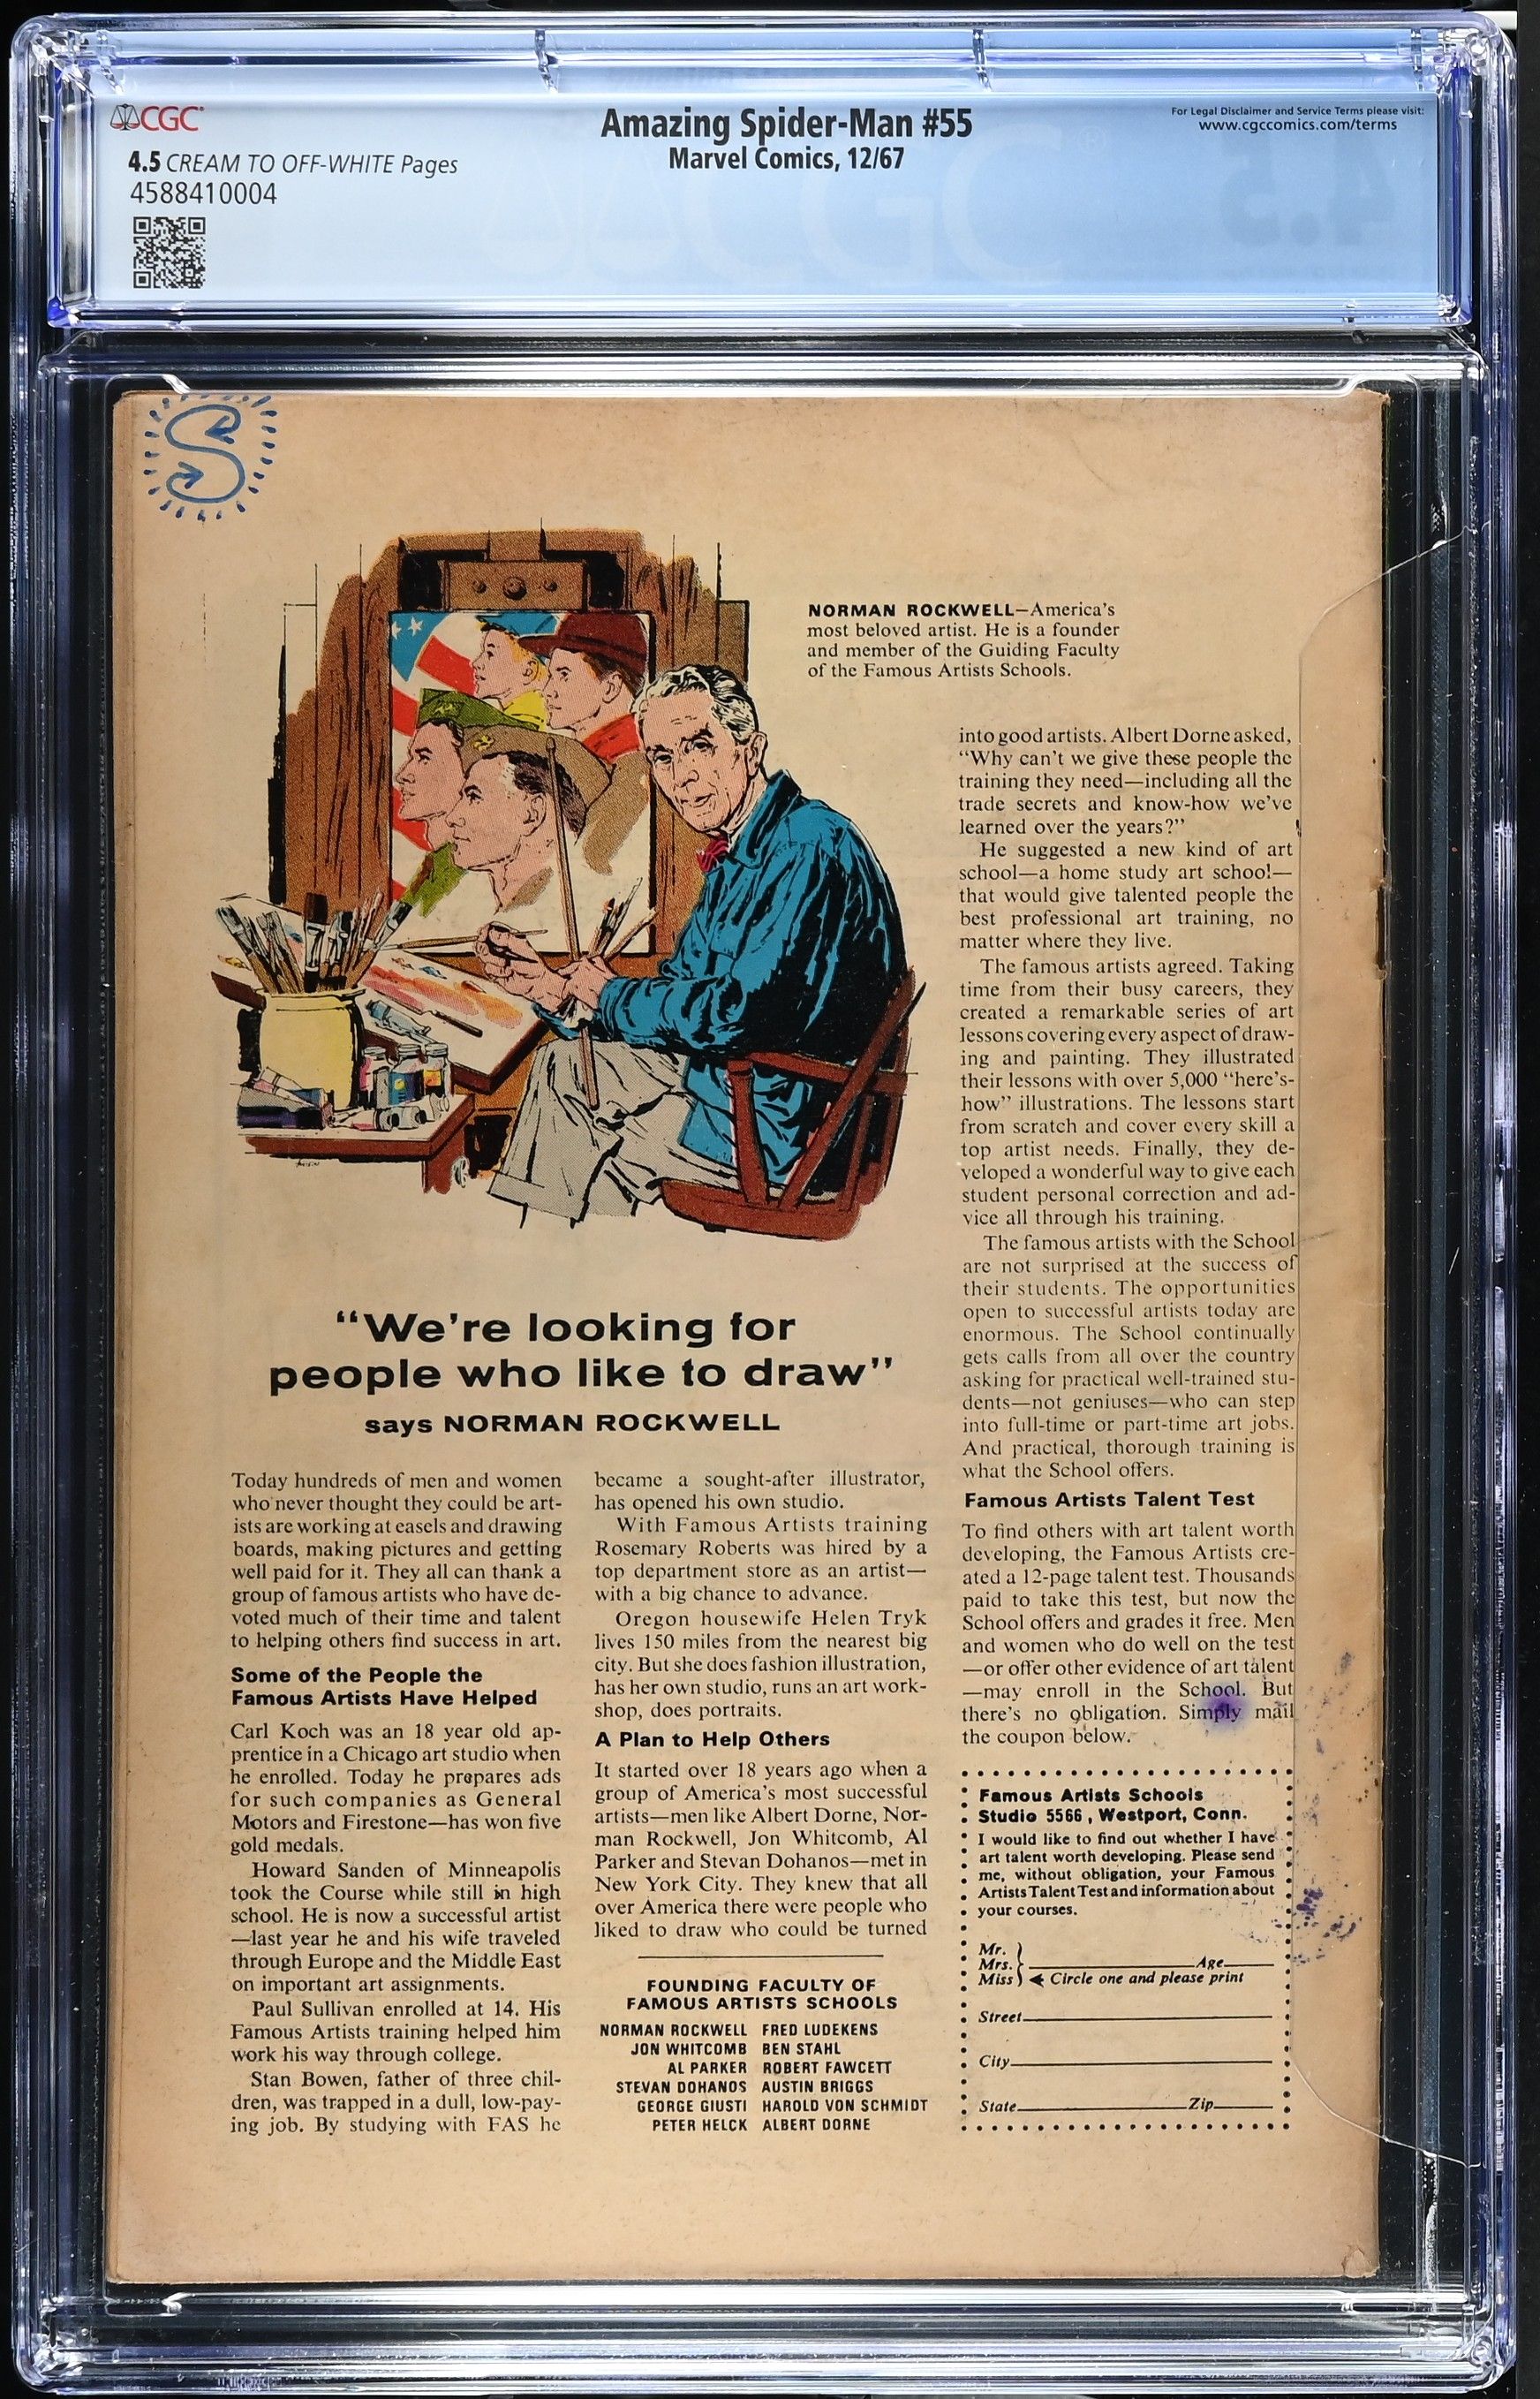 CGC
4.5 CREAM TO OFF-WHITE Pages
4588410004
Amazing Spider-Man #55
Marvel Comics, 12/67
For Legal Disclaimer and Service Terms please visit:
www.cgccomics.com/terms
S
NORMAN ROCKWELL—America's
most beloved artist. He is a founder
and member of the Guiding Faculty
of the Famous Artists Schools.
"We're looking for
people who like to draw"
says NORMAN ROCKWELL
Today hundreds of men and women
who never thought they could be art-
ists are working at easels and drawing
boards, making pictures and getting
well paid for it. They all can thank a
group of famous artists who have de-
voted much of their time and talent
to helping others find success in art.
Some of the People the
Famous Artists Have Helped
Carl Koch was an 18 year old ap-
prentice in a Chicago art studio when
he enrolled. Today he prepares ads
for such companies as General
Motors and Firestone—has won five
gold medals.
Howard Sanden of Minneapolis
took the Course while still in high
school. He is now a successful artist
—last year he and his wife traveled
through Europe and the Middle East
on important art assignments.
Paul Sullivan enrolled at 14. His
Famous Artists training helped him
work his way through college.
Stan Bowen, father of three chil-
dren, was trapped in a dull, low-pay-
ing job. By studying with FAS he
became a sought-after illustrator,
has opened his own studio.
With Famous Artists training
Rosemary Roberts was hired by a
top department store as an artist—
with a big chance to advance.
Oregon housewife Helen Tryk
lives 150 miles from the nearest big
city. But she does fashion illustration,
has her own studio, runs an art work-
shop, does portraits.
A Plan to Help Others
It started over 18 years ago when a
group of America's most successful
artists—men like Albert Dorne, Nor-
man Rockwell, Jon Whitcomb, Al
Parker and Stevan Dohanos—met in
New York City. They knew that all
over America there were people who
liked to draw who could be turned
FOUNDING FACULTY OF
FAMOUS ARTISTS SCHOOLS
NORMAN ROCKWELL FRED LUDEKENS
JON WHITCOMB BEN STAHL
AL PARKER ROBERT FAWCETT
STEVAN DOHANOS AUSTIN BRIGGS
GEORGE GIUSTI HAROLD VON SCHMIDT
PETER HELCK ALBERT DORNE
into good artists. Albert Dorne asked,
"Why can't we give these people the
training they need—including all the
trade secrets and know-how we've
learned over the years?"
He suggested a new kind of art
school—a home study art school—
that would give talented people the
best professional art training, no
matter where they live.
The famous artists agreed. Taking
time from their busy careers, they
created a remarkable series of art
lessons covering every aspect of draw-
ing and painting. They illustrated
their lessons with over 5,000 "here's-
how" illustrations. The lessons start
from scratch and cover every skill a
top artist needs. Finally, they de-
veloped a wonderful way to give each
student personal correction and ad-
vice all through his training.
The famous artists with the School
are not surprised at the success of
their students. The opportunities
open to successful artists today are
enormous. The School continually
gets calls from all over the country
asking for practical well-trained stu-
dents—not geniuses—who can step
into full-time or part-time art jobs.
And practical, thorough training is
what the School offers.
Famous Artists Talent Test
To find others with art talent worth
developing, the Famous Artists cre-
ated a 12-page talent test. Thousands
paid to take this test, but now the
School offers and grades it free. Men
and women who do well on the test
—or offer other evidence of art talent
—may enroll in the School. But
there's no obligation. Simply mail
the coupon below.
Famous Artists Schools
Studio 5566, Westport, Conn.
I would like to find out whether I have
art talent worth developing. Please send
me, without obligation, your Famous
Artists Talent Test and information about
your courses.
Mr.
Mrs. Age
Miss Circle one and please print
Street
City
State Zip